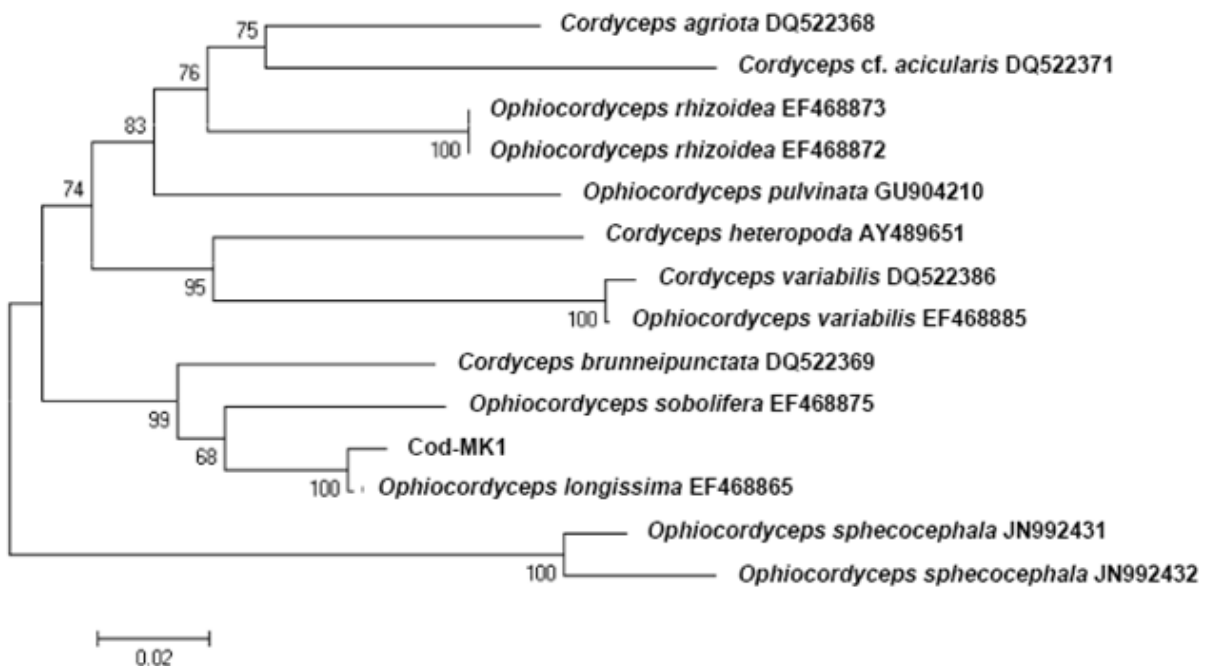 75
Cordyceps agriota DQ522368
76
Cordyceps cf. acicularis DQ522371
83
Ophiocordyceps rhizoidea EF468873
100
Ophiocordyceps rhizoidea EF468872
74
Ophiocordyceps pulvinata GU904210
Cordyceps heteropoda AY489651
95
Cordyceps variabilis DQ522386
100
Ophiocordyceps variabilis EF468885
Cordyceps brunneipunctata DQ522369
99
Ophiocordyceps sobolifera EF468875
68
Cod-MK1
100
Ophiocordyceps longissima EF468865
Ophiocordyceps sphecocephala JN992431
100
Ophiocordyceps sphecocephala JN992432
0.02